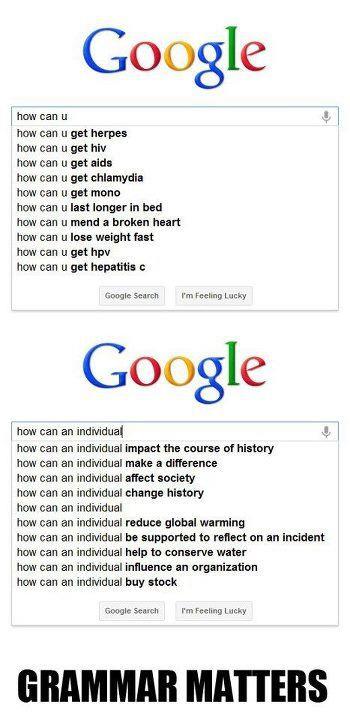 Google
how can u
how can u get herpes
how can u get hiv
how can u get aids
how can u get chlamydia
how can u get mono
how can u last longer in bed
how can u mend a broken heart
how can u lose weight fast
how can u get hpv
how can u get hepatitis c
Google Search I'm Feeling Lucky
Google
how can an individual
how can an individual impact the course of history
how can an individual make a difference
how can an individual affect society
how can an individual change history
how can an individual
how can an individual reduce global warming
how can an individual be supported to reflect on an incident
how can an individual help to conserve water
how can an individual influence an organization
how can an individual buy stock
Google Search I'm Feeling Lucky
GRAMMAR MATTERS